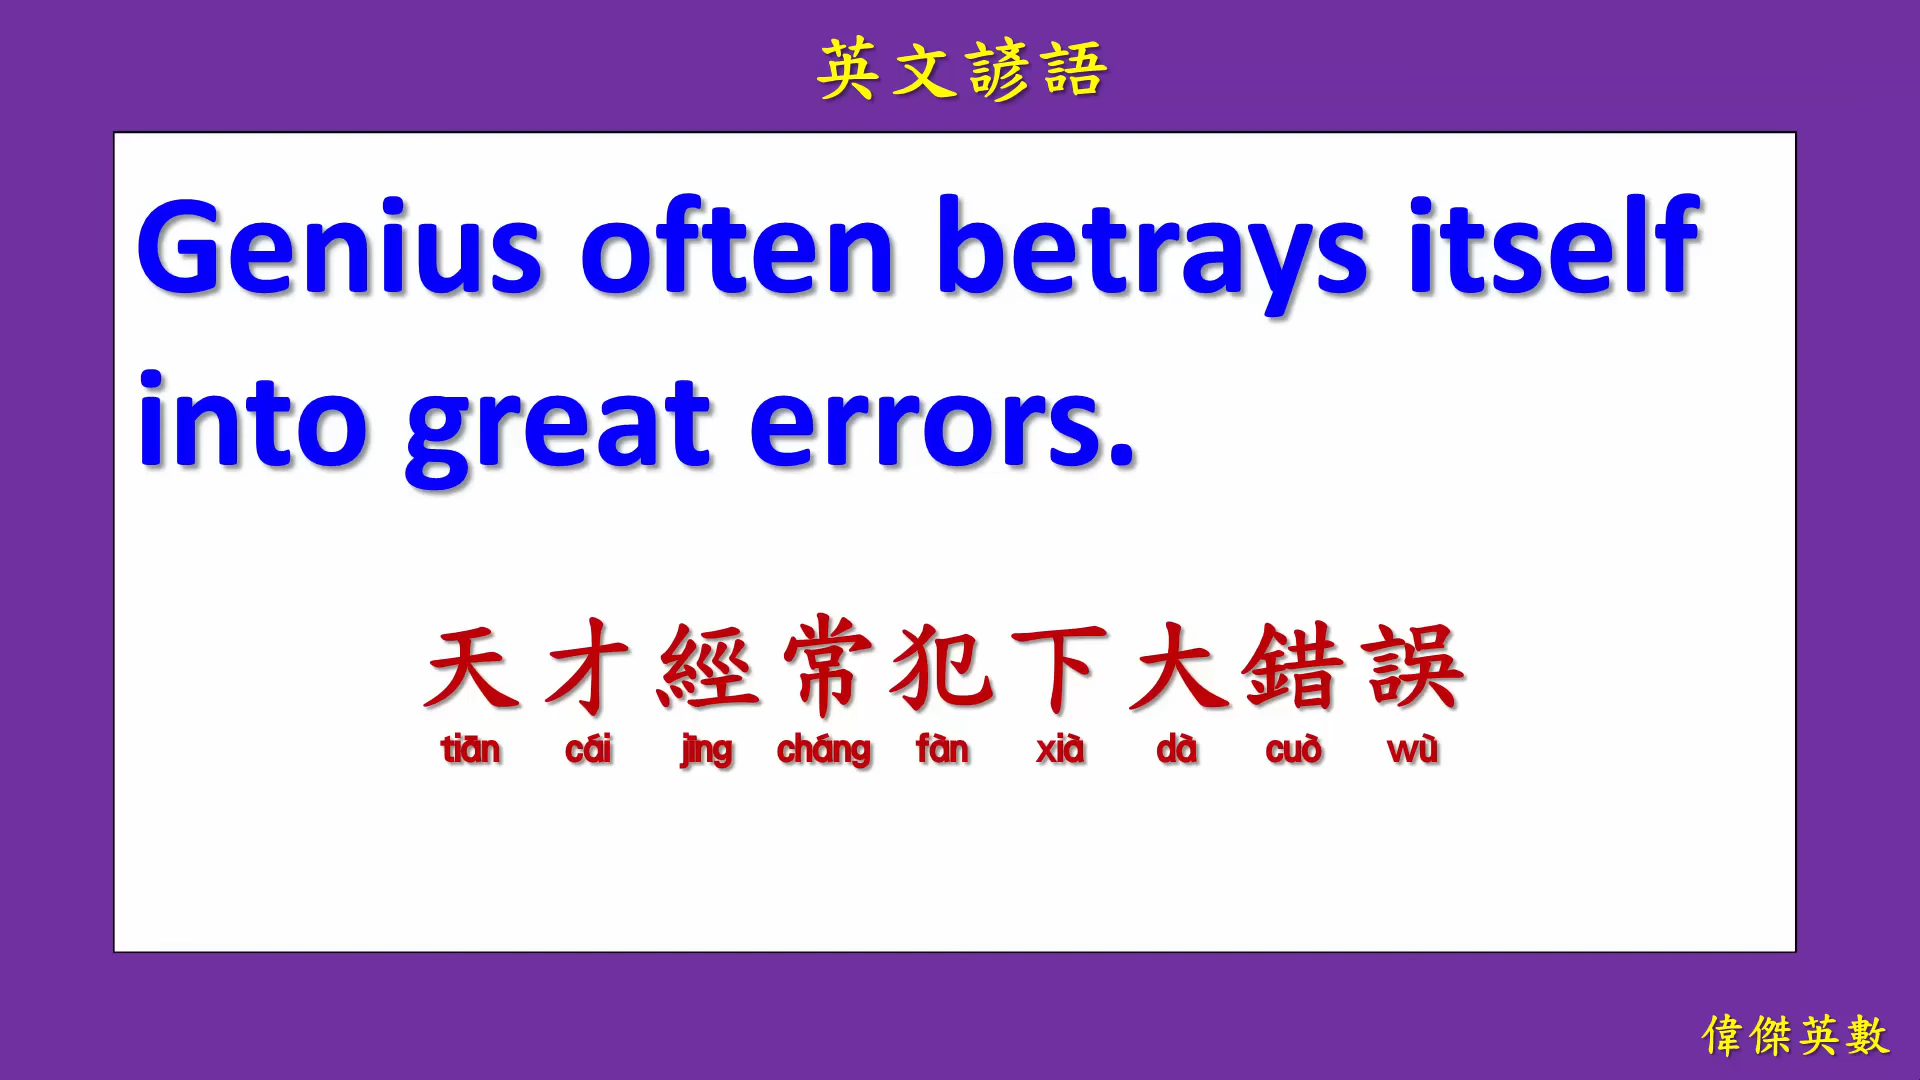 英文諺語
Genius often betrays itself
into great errors.
天才經常犯下大錯誤
tiān cái jīng cháng fàn xià dà cuò wù
偉傑英數